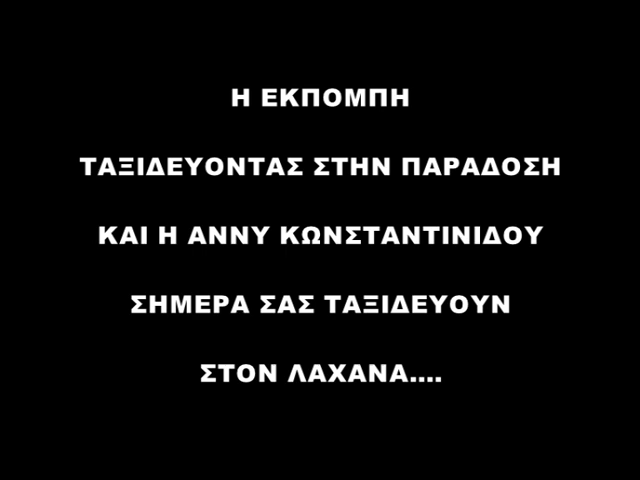 Η ΕΚΠΟΜΠΗ
ΤΑΞΙΔΕΥΟΝΤΑΣ ΣΤΗΝ ΠΑΡΑΔΟΣΗ
ΚΑΙ Η ΑΝΝΥ ΚΩΝΣΤΑΝΤΙΝΙΔΟΥ
ΣΗΜΕΡΑ ΣΑΣ ΤΑΞΙΔΕΥΟΥΝ
ΣΤΟΝ ΛΑΧΑΝΑ....